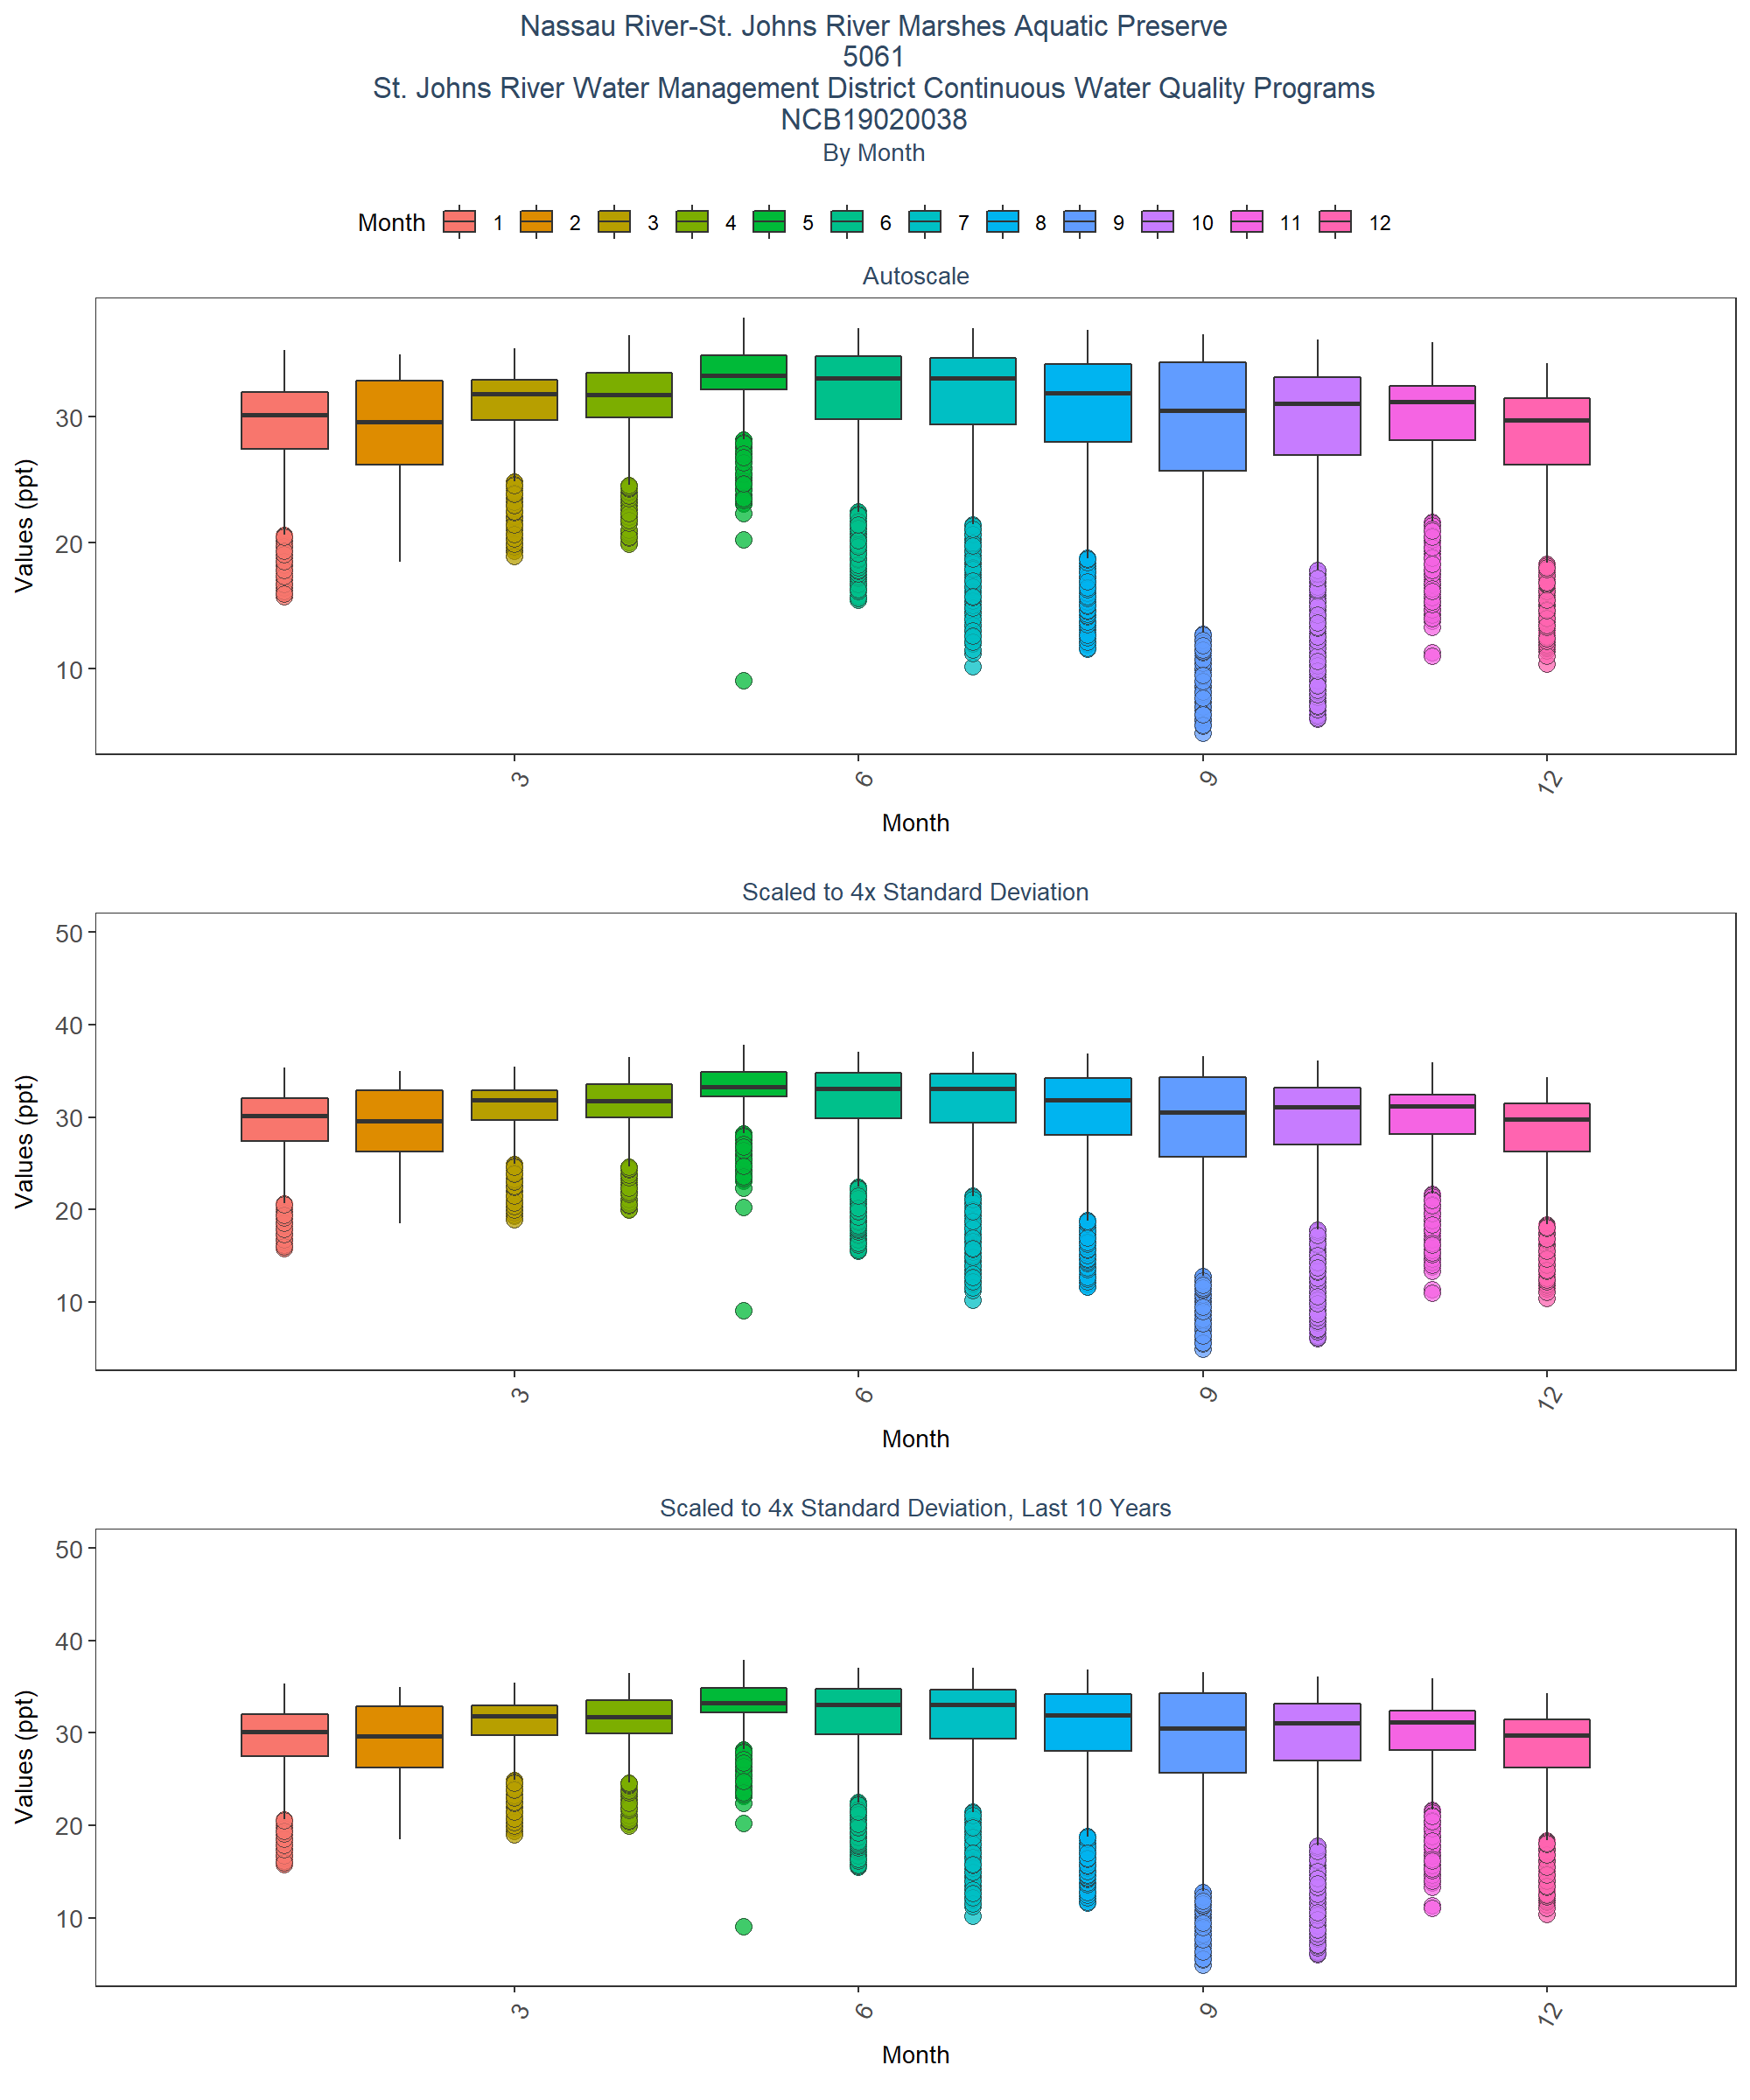 Nassau River-St. Johns River Marshes Aquatic Preserve
5061
St. Johns River Water Management District Continuous Water Quality Programs
NCB19020038
By Month
Month 1 2 3 4 5 6 7 8 9 10 11 12
Autoscale
Values (ppt)
30
20
10
3 6 9 12
Month
Scaled to 4x Standard Deviation
Values (ppt)
50
40
30
20
10
3 6 9 12
Month
Scaled to 4x Standard Deviation, Last 10 Years
Values (ppt)
50
40
30
20
10
3 6 9 12
Month